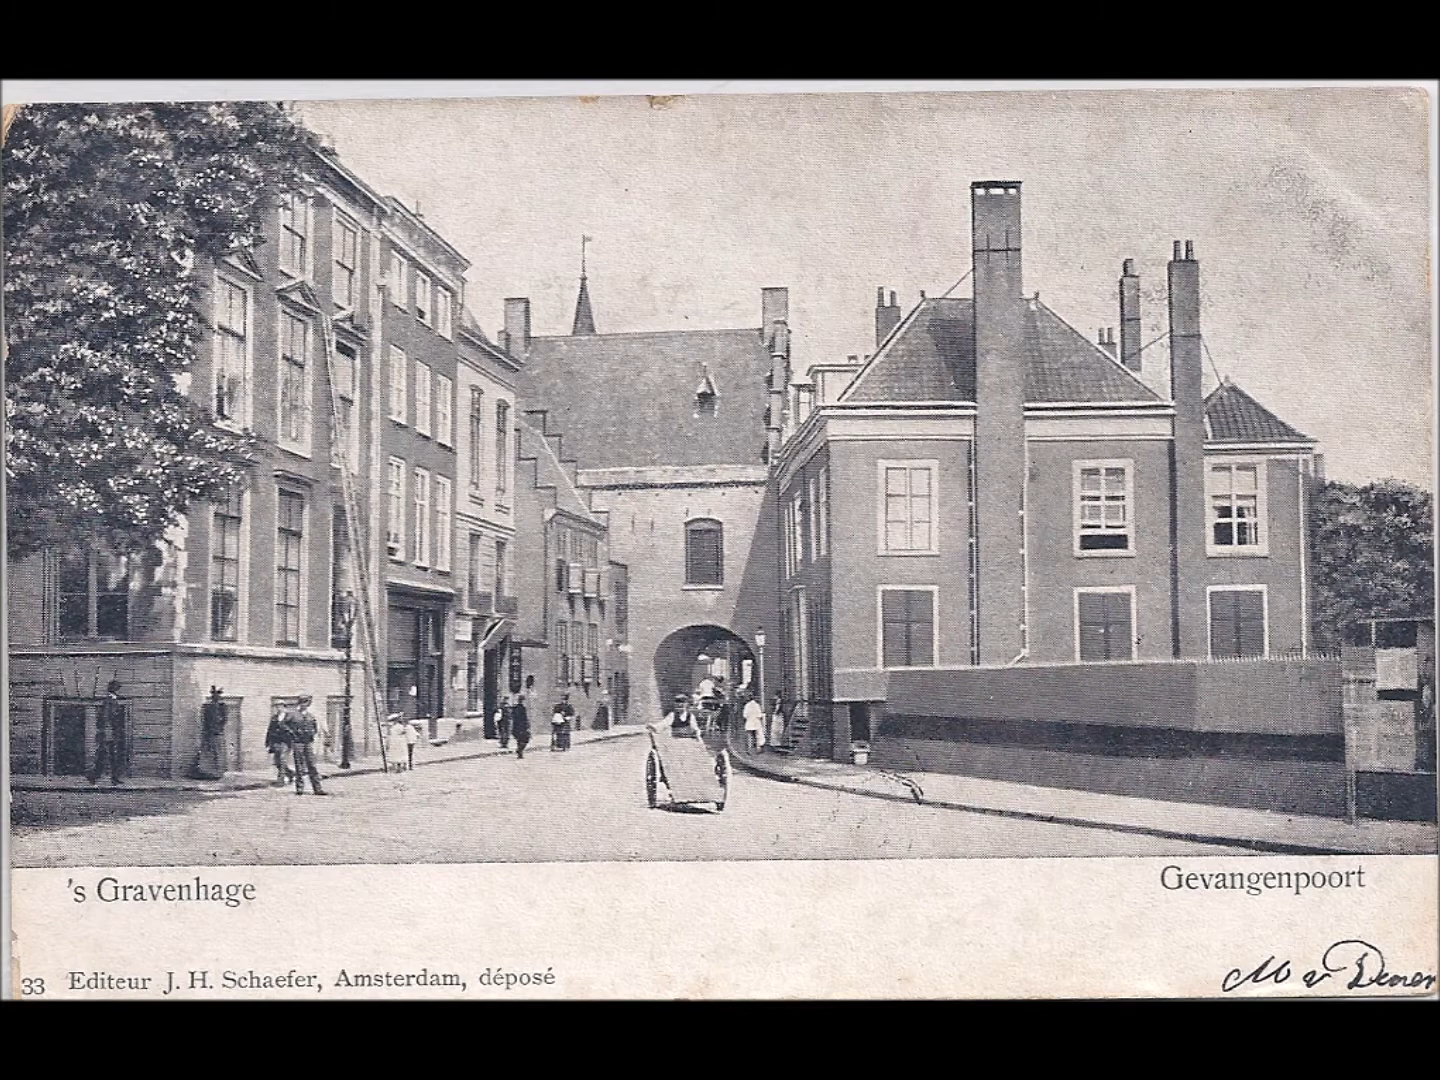 's Gravenhage
Gevangenpoort
33 Editeur J. H. Schaefer, Amsterdam, déposé
M v